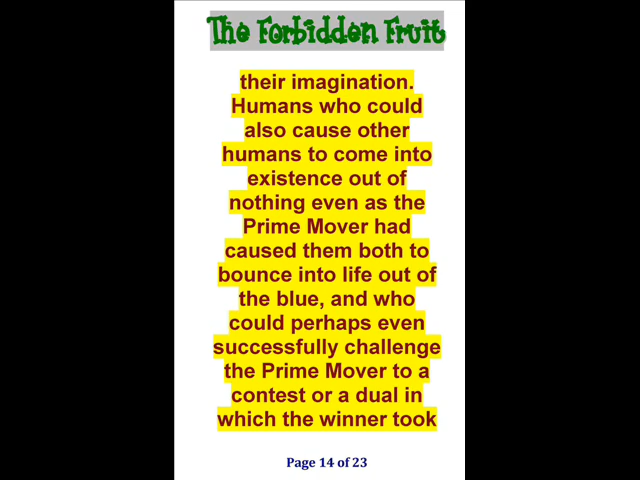 The Forbidden Fruit
their imagination.
Humans who could
also cause other
humans to come into
existence out of
nothing even as the
Prime Mover had
caused them both to
bounce into life out of
the blue, and who
could perhaps even
successfully challenge
the Prime Mover to a
contest or a dual in
which the winner took
Page 14 of 23